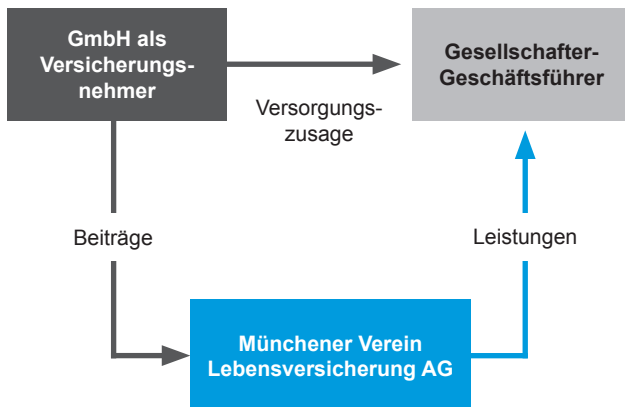 GmbH als
Versicherungs-
nehmer
Gesellschafter-
Geschäftsführer
Versorgungs-
zusage
Beiträge
Leistungen
Münchener Verein
Lebensversicherung AG